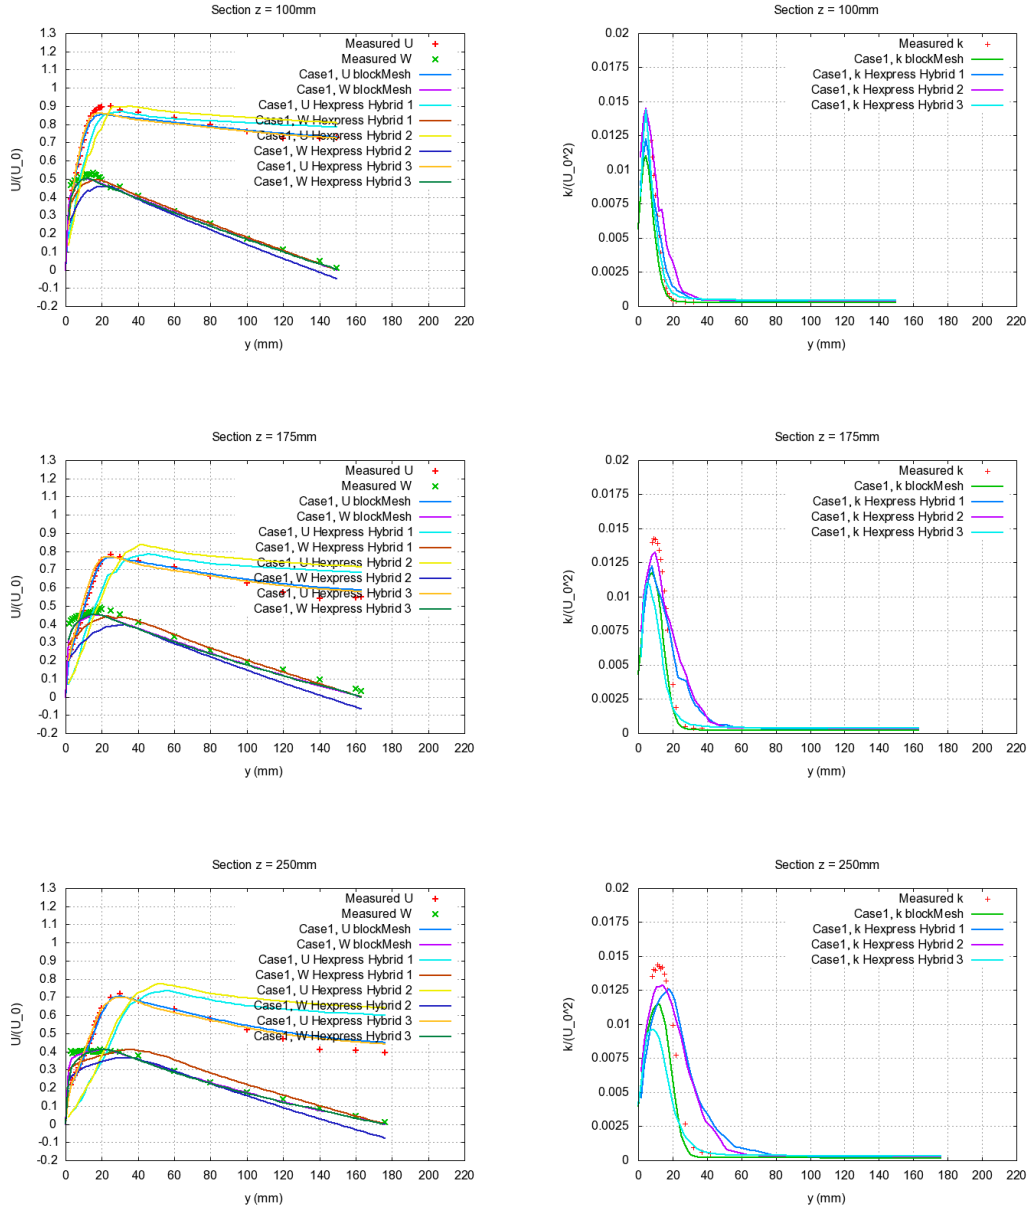 Section z = 100mm
U/(U_0)
1.3
1.2
1.1
1
0.9
0.8
0.7
0.6
0.5
0.4
0.3
0.2
0.1
0
-0.1
-0.2
Measured U
Measured W
Case1, U blockMesh
Case1, W blockMesh
Case1, U Hexpress Hybrid 1
Case1, W Hexpress Hybrid 1
Case1, U Hexpress Hybrid 2
Case1, W Hexpress Hybrid 2
Case1, U Hexpress Hybrid 3
Case1, W Hexpress Hybrid 3
0 20 40 60 80 100 120 140 160 180 200 220
y (mm)
Section z = 100mm
k/(U_0^2)
0.02
0.0175
0.015
0.0125
0.01
0.0075
0.005
0.0025
0
Measured k
Case1, k blockMesh
Case1, k Hexpress Hybrid 1
Case1, k Hexpress Hybrid 2
Case1, k Hexpress Hybrid 3
0 20 40 60 80 100 120 140 160 180 200 220
y (mm)
Section z = 175mm
U/(U_0)
1.3
1.2
1.1
1
0.9
0.8
0.7
0.6
0.5
0.4
0.3
0.2
0.1
0
-0.1
-0.2
Measured U
Measured W
Case1, U blockMesh
Case1, W blockMesh
Case1, U Hexpress Hybrid 1
Case1, W Hexpress Hybrid 1
Case1, U Hexpress Hybrid 2
Case1, W Hexpress Hybrid 2
Case1, U Hexpress Hybrid 3
Case1, W Hexpress Hybrid 3
0 20 40 60 80 100 120 140 160 180 200 220
y (mm)
Section z = 175mm
k/(U_0^2)
0.02
0.0175
0.015
0.0125
0.01
0.0075
0.005
0.0025
0
Measured k
Case1, k blockMesh
Case1, k Hexpress Hybrid 1
Case1, k Hexpress Hybrid 2
Case1, k Hexpress Hybrid 3
0 20 40 60 80 100 120 140 160 180 200 220
y (mm)
Section z = 250mm
U/(U_0)
1.3
1.2
1.1
1
0.9
0.8
0.7
0.6
0.5
0.4
0.3
0.2
0.1
0
-0.1
-0.2
Measured U
Measured W
Case1, U blockMesh
Case1, W blockMesh
Case1, U Hexpress Hybrid 1
Case1, W Hexpress Hybrid 1
Case1, U Hexpress Hybrid 2
Case1, W Hexpress Hybrid 2
Case1, U Hexpress Hybrid 3
Case1, W Hexpress Hybrid 3
0 20 40 60 80 100 120 140 160 180 200 220
y (mm)
Section z = 250mm
k/(U_0^2)
0.02
0.0175
0.015
0.0125
0.01
0.0075
0.005
0.0025
0
Measured k
Case1, k blockMesh
Case1, k Hexpress Hybrid 1
Case1, k Hexpress Hybrid 2
Case1, k Hexpress Hybrid 3
0 20 40 60 80 100 120 140 160 180 200 220
y (mm)